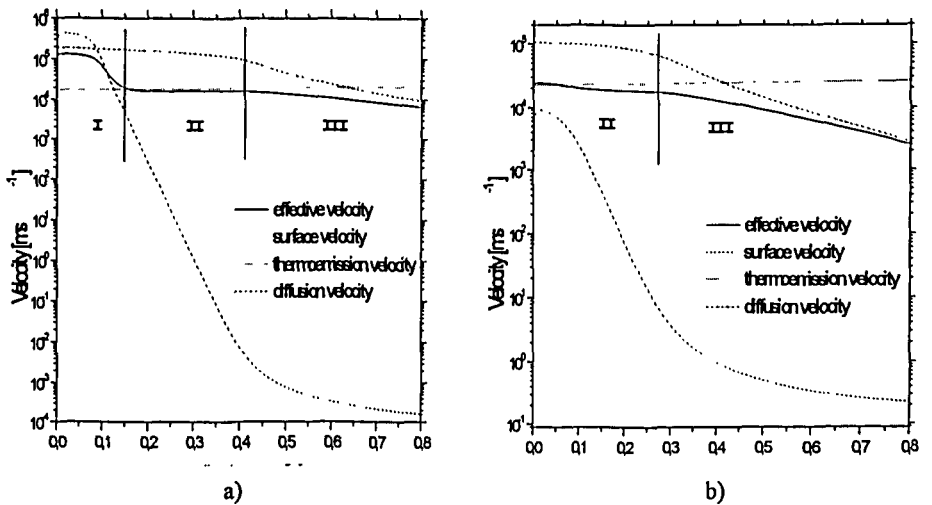 10^6
10^5
10^4
10^3
10^2
10^1
10^0
10^-1
10^-2
10^-3
10^-4
Velocity [ms^-1]
I
II
III
effective velocity
surface velocity
thermoemission velocity
diffusion velocity
0,0 0,1 0,2 0,3 0,4 0,5 0,6 0,7 0,8
a)
10^5
10^4
10^3
10^2
10^1
10^0
10^-1
Velocity [ms^-1]
II
III
effective velocity
surface velocity
thermoemission velocity
diffusion velocity
0,0 0,1 0,2 0,3 0,4 0,5 0,6 0,7 0,8
b)